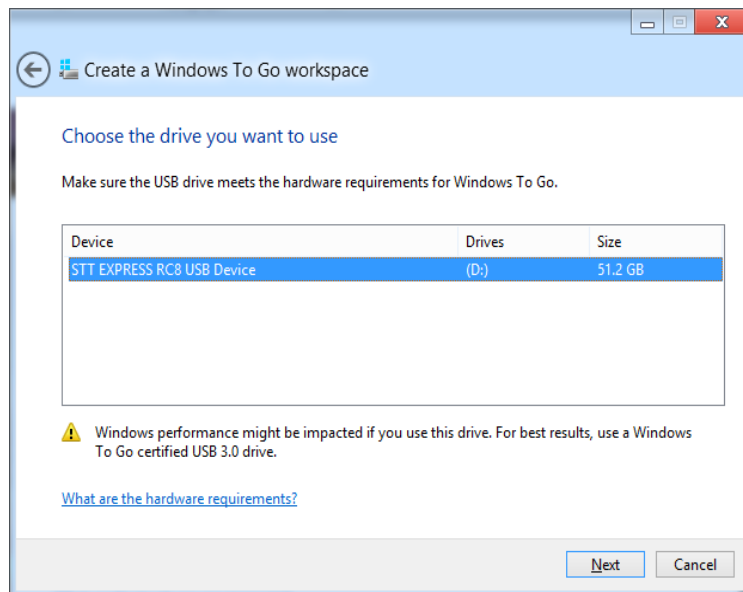 Create a Windows To Go workspace
Choose the drive you want to use
Make sure the USB drive meets the hardware requirements for Windows To Go.
Device Drives Size
STT EXPRESS RC8 USB Device (D:) 51.2 GB
Windows performance might be impacted if you use this drive. For best results, use a Windows
To Go certified USB 3.0 drive.
What are the hardware requirements?
Next Cancel